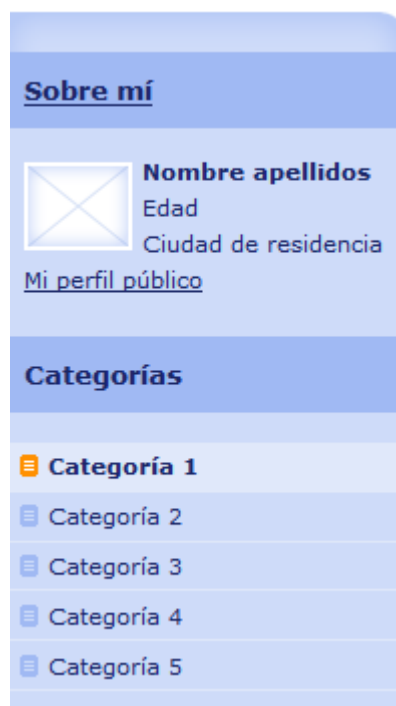 Sobre mí
Nombre apellidos
Edad
Ciudad de residencia
Mi perfil público
Categorías
Categoría 1
Categoría 2
Categoría 3
Categoría 4
Categoría 5